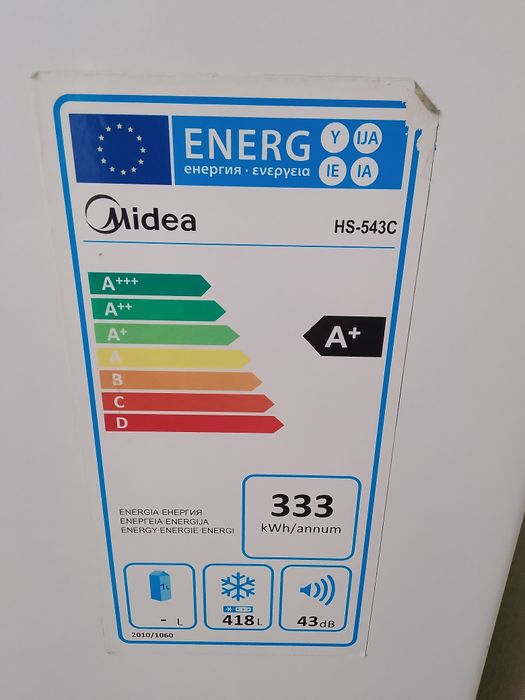 ENERG Y IJA
енергия · ενεργεια IE IA
Midea HS-543C
A+++
A++
A+
A+
A
B
C
D
333
kWh/annum
ENERGIA·ЕНЕРГИЯ
ΕΝΕΡΓΕΙΑ·ENERGIJA
ENERGY·ENERGIE·ENERGI
1L
- L
418 L
43 dB
2010/1060